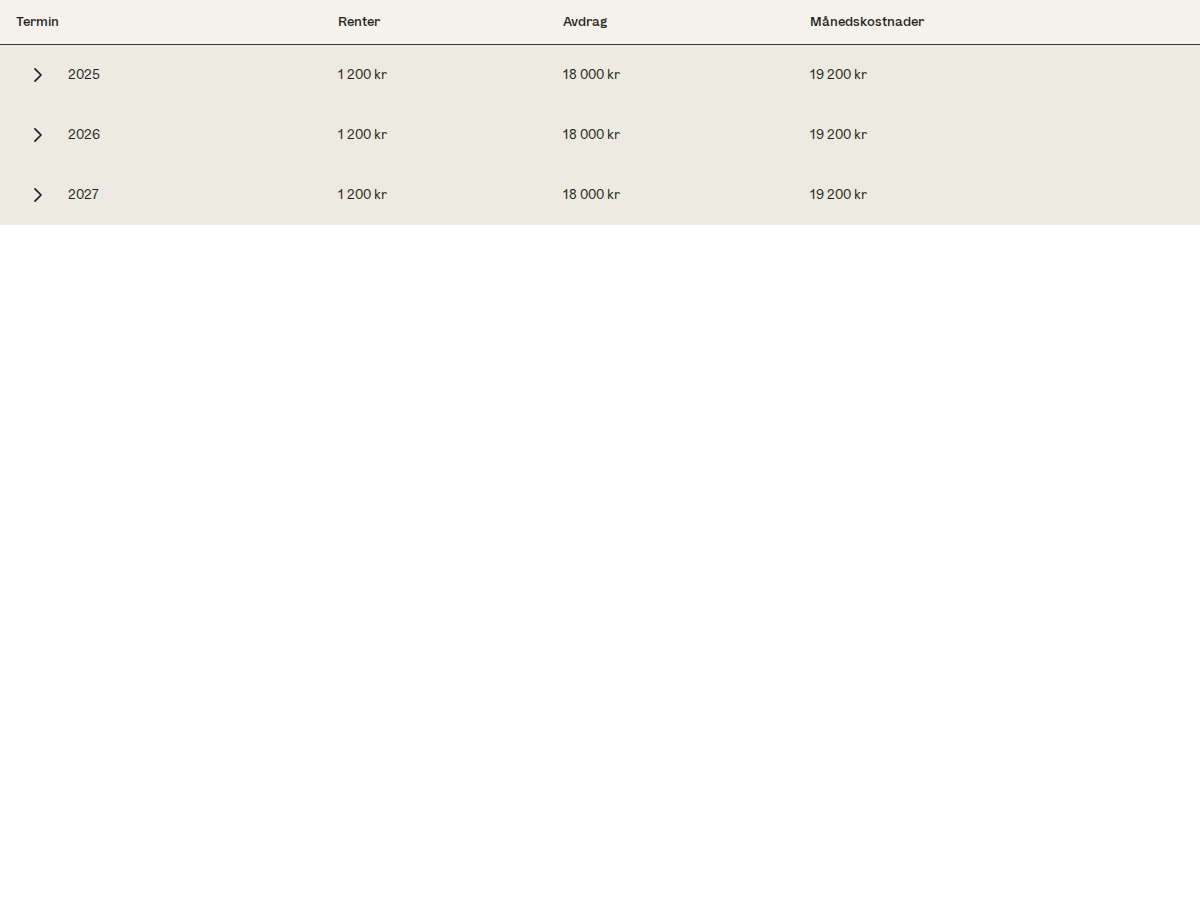 Termin Renter Avdrag Månedskostnader
2025 1 200 kr 18 000 kr 19 200 kr
2026 1 200 kr 18 000 kr 19 200 kr
2027 1 200 kr 18 000 kr 19 200 kr